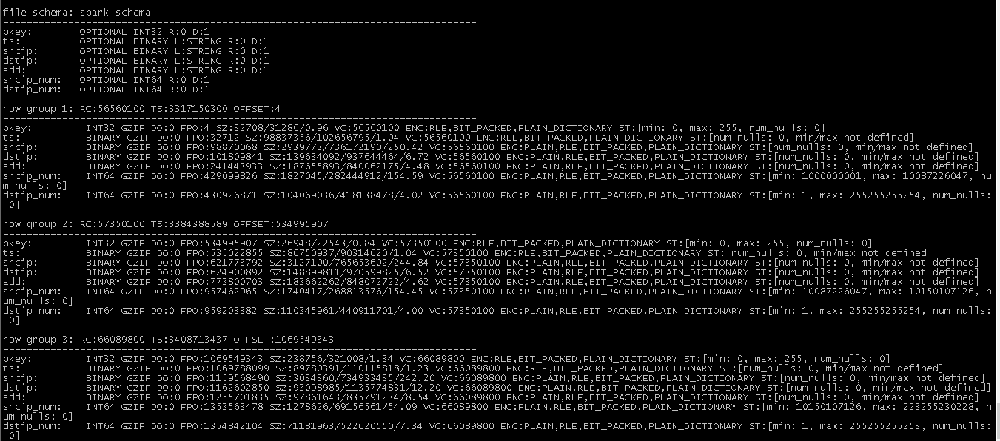 file schema: spark_schema
--------------------------------------------------------------------------------
pkey:        OPTIONAL INT32 R:0 D:1
ts:          OPTIONAL BINARY L:STRING R:0 D:1
srcip:       OPTIONAL BINARY L:STRING R:0 D:1
dstip:       OPTIONAL BINARY L:STRING R:0 D:1
add:         OPTIONAL BINARY L:STRING R:0 D:1
srcip_num:   OPTIONAL INT64 R:0 D:1
dstip_num:   OPTIONAL INT64 R:0 D:1

row group 1: RC:56560100 TS:3317150300 OFFSET:4
--------------------------------------------------------------------------------
pkey:         INT32 GZIP DO:0 FPO:4 SZ:32708/31286/0.96 VC:56560100 ENC:RLE,BIT_PACKED,PLAIN_DICTIONARY ST:[min: 0, max: 255, num_nulls: 0]
ts:           BINARY GZIP DO:0 FPO:32712 SZ:98837356/102656795/1.04 VC:56560100 ENC:RLE,BIT_PACKED,PLAIN_DICTIONARY ST:[num_nulls: 0, min/max not defined]
srcip:        BINARY GZIP DO:0 FPO:98870068 SZ:2939773/736172190/250.42 VC:56560100 ENC:PLAIN,RLE,BIT_PACKED,PLAIN_DICTIONARY ST:[num_nulls: 0, min/max not defined]
dstip:        BINARY GZIP DO:0 FPO:101809841 SZ:139634092/937644464/6.72 VC:56560100 ENC:PLAIN,RLE,BIT_PACKED,PLAIN_DICTIONARY ST:[num_nulls: 0, min/max not defined]
add:          BINARY GZIP DO:0 FPO:241443933 SZ:187655893/840062175/4.48 VC:56560100 ENC:PLAIN,RLE,BIT_PACKED,PLAIN_DICTIONARY ST:[num_nulls: 0, min/max not defined]
srcip_num:    INT64 GZIP DO:0 FPO:429099826 SZ:1827045/282444912/154.59 VC:56560100 ENC:PLAIN,RLE,BIT_PACKED,PLAIN_DICTIONARY ST:[min: 1000000001, max: 10087226047, nu
m_nulls: 0]
dstip_num:    INT64 GZIP DO:0 FPO:430926871 SZ:104069036/418138478/4.02 VC:56560100 ENC:PLAIN,RLE,BIT_PACKED,PLAIN_DICTIONARY ST:[min: 1, max: 255255255254, num_nulls:
 0]

row group 2: RC:57350100 TS:3384388589 OFFSET:534995907
--------------------------------------------------------------------------------
pkey:         INT32 GZIP DO:0 FPO:534995907 SZ:26948/22543/0.84 VC:57350100 ENC:RLE,BIT_PACKED,PLAIN_DICTIONARY ST:[min: 0, max: 255, num_nulls: 0]
ts:           BINARY GZIP DO:0 FPO:535022855 SZ:86750937/90314620/1.04 VC:57350100 ENC:RLE,BIT_PACKED,PLAIN_DICTIONARY ST:[num_nulls: 0, min/max not defined]
srcip:        BINARY GZIP DO:0 FPO:621773792 SZ:3127100/765653602/244.84 VC:57350100 ENC:PLAIN,RLE,BIT_PACKED,PLAIN_DICTIONARY ST:[num_nulls: 0, min/max not defined]
dstip:        BINARY GZIP DO:0 FPO:624900892 SZ:148899811/970599825/6.52 VC:57350100 ENC:PLAIN,RLE,BIT_PACKED,PLAIN_DICTIONARY ST:[num_nulls: 0, min/max not defined]
add:          BINARY GZIP DO:0 FPO:773800703 SZ:183662262/848072722/4.62 VC:57350100 ENC:PLAIN,RLE,BIT_PACKED,PLAIN_DICTIONARY ST:[num_nulls: 0, min/max not defined]
srcip_num:    INT64 GZIP DO:0 FPO:957462965 SZ:1740417/268813576/154.45 VC:57350100 ENC:PLAIN,RLE,BIT_PACKED,PLAIN_DICTIONARY ST:[min: 10087226047, max: 10150107126, n
um_nulls: 0]
dstip_num:    INT64 GZIP DO:0 FPO:959203382 SZ:110345961/440911701/4.00 VC:57350100 ENC:PLAIN,RLE,BIT_PACKED,PLAIN_DICTIONARY ST:[min: 1, max: 255255255254, num_nulls:
 0]

row group 3: RC:66089800 TS:3408713437 OFFSET:1069549343
--------------------------------------------------------------------------------
pkey:         INT32 GZIP DO:0 FPO:1069549343 SZ:238756/321008/1.34 VC:66089800 ENC:RLE,BIT_PACKED,PLAIN_DICTIONARY ST:[min: 0, max: 255, num_nulls: 0]
ts:           BINARY GZIP DO:0 FPO:1069788099 SZ:89780391/110115818/1.23 VC:66089800 ENC:RLE,BIT_PACKED,PLAIN_DICTIONARY ST:[num_nulls: 0, min/max not defined]
srcip:        BINARY GZIP DO:0 FPO:1159568490 SZ:3034360/734933435/242.20 VC:66089800 ENC:PLAIN,RLE,BIT_PACKED,PLAIN_DICTIONARY ST:[num_nulls: 0, min/max not defined]
dstip:        BINARY GZIP DO:0 FPO:1162602850 SZ:93098985/1135774831/12.20 VC:66089800 ENC:PLAIN,RLE,BIT_PACKED,PLAIN_DICTIONARY ST:[num_nulls: 0, min/max not defined]
add:          BINARY GZIP DO:0 FPO:1255701835 SZ:97861643/835791234/8.54 VC:66089800 ENC:PLAIN,RLE,BIT_PACKED,PLAIN_DICTIONARY ST:[num_nulls: 0, min/max not defined]
srcip_num:    INT64 GZIP DO:0 FPO:1353563478 SZ:1278626/69156561/54.09 VC:66089800 ENC:PLAIN,RLE,BIT_PACKED,PLAIN_DICTIONARY ST:[min: 10150107126, max: 223255230228, n
um_nulls: 0]
dstip_num:    INT64 GZIP DO:0 FPO:1354842104 SZ:71181963/522620550/7.34 VC:66089800 ENC:PLAIN,RLE,BIT_PACKED,PLAIN_DICTIONARY ST:[min: 1, max: 255255255253, num_nulls:
 0]